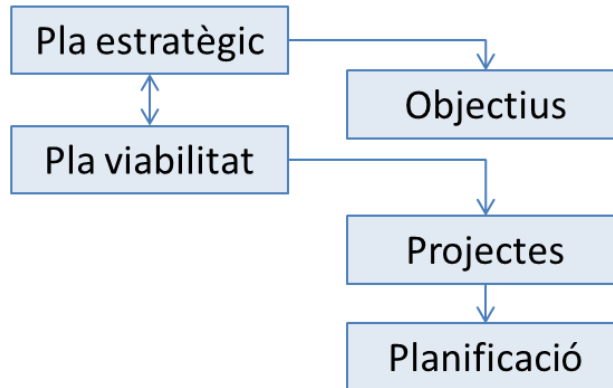 Pla estratègic
Objectius
Pla viabilitat
Projectes
Planificació